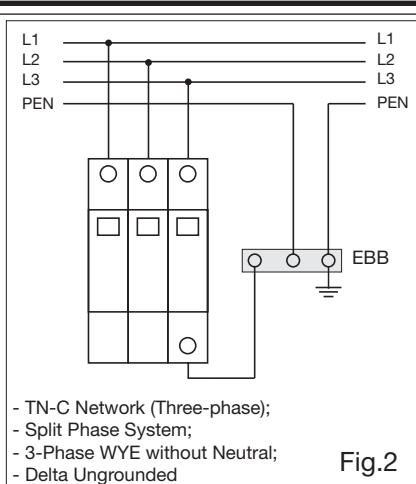 L1 L1
L2 L2
L3 L3
PEN PEN
EBB
- TN-C Network (Three-phase);
- Split Phase System;
- 3-Phase WYE without Neutral;
- Delta Ungrounded
Fig.2